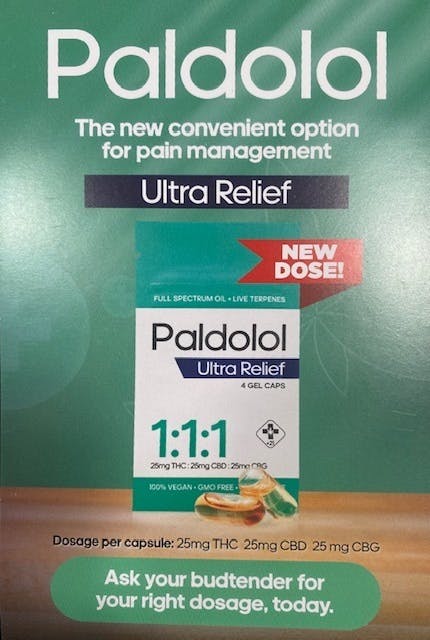 Paldolol
The new convenient option
for pain management
Ultra Relief
NEW
DOSE!
FULL SPECTRUM OIL • LIVE TERPENES
Paldolol
Ultra Relief
4 GEL CAPS
1:1:1
+21
25mg THC : 25mg CBD : 25mg CBG
100% VEGAN • GMO FREE •
Dosage per capsule: 25mg THC 25mg CBD 25 mg CBG
Ask your budtender for
your right dosage, today.